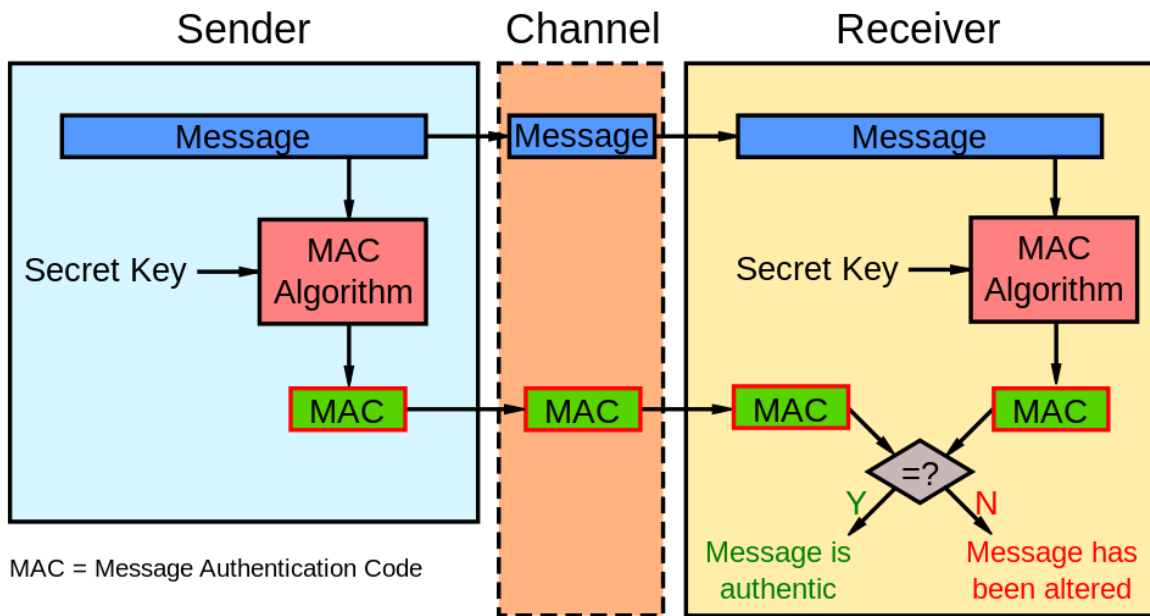 Sender
Channel
Receiver
Message
Message
Message
Secret Key
MAC
Algorithm
Secret Key
MAC
Algorithm
MAC
MAC
MAC
MAC
=?
Y
N
Message is
authentic
Message has
been altered
MAC = Message Authentication Code